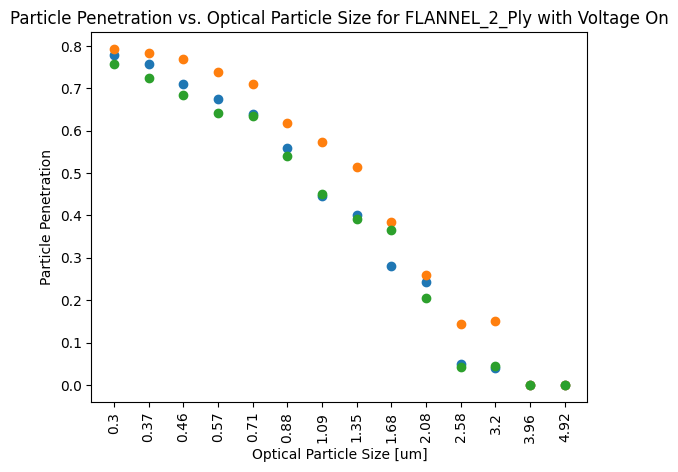 Particle Penetration vs. Optical Particle Size for FLANNEL_2_Ply with Voltage On
Particle Penetration
0.8
0.7
0.6
0.5
0.4
0.3
0.2
0.1
0.0
0.3 0.37 0.46 0.57 0.71 0.88 1.09 1.35 1.68 2.08 2.58 3.2 3.96 4.92
Optical Particle Size [um]